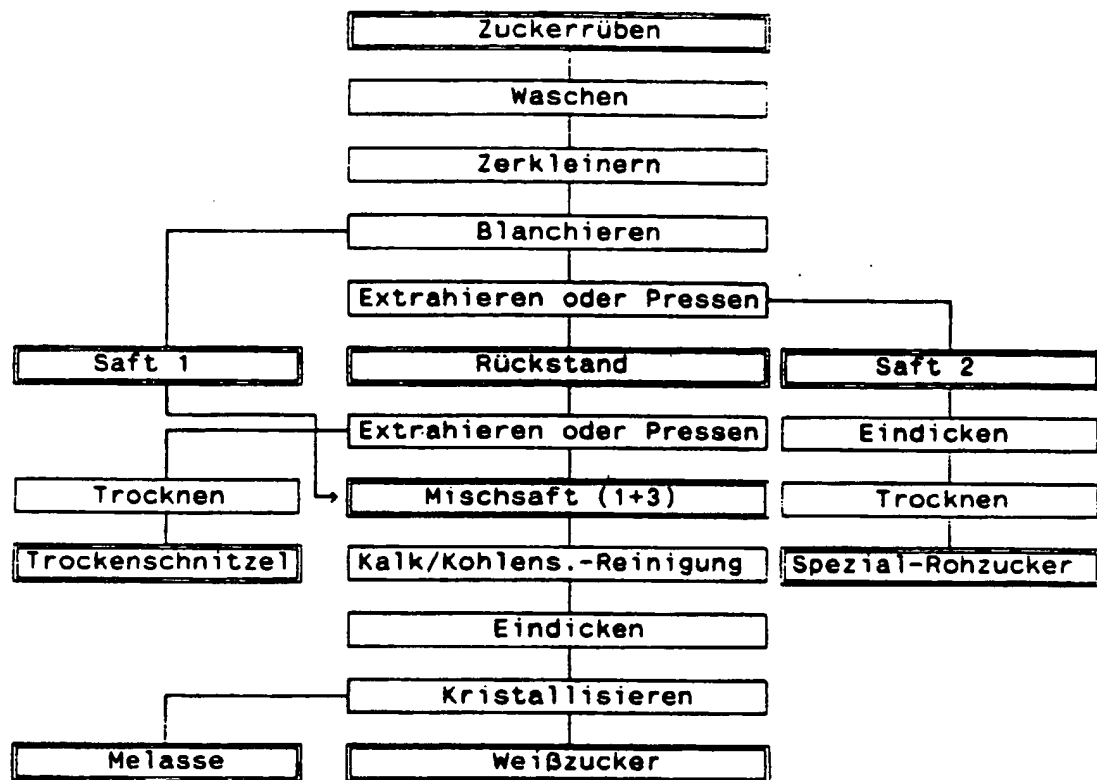 Zuckerrüben
Waschen
Zerkleinern
Blanchieren
Extrahieren oder Pressen
Saft 1
Rückstand
Saft 2
Extrahieren oder Pressen
Eindicken
Trocknen
Mischsaft (1+3)
Trocknen
Trockenschnitzel
Kalk/Kohlens.-Reinigung
Spezial-Rohzucker
Eindicken
Kristallisieren
Melasse
Weißzucker